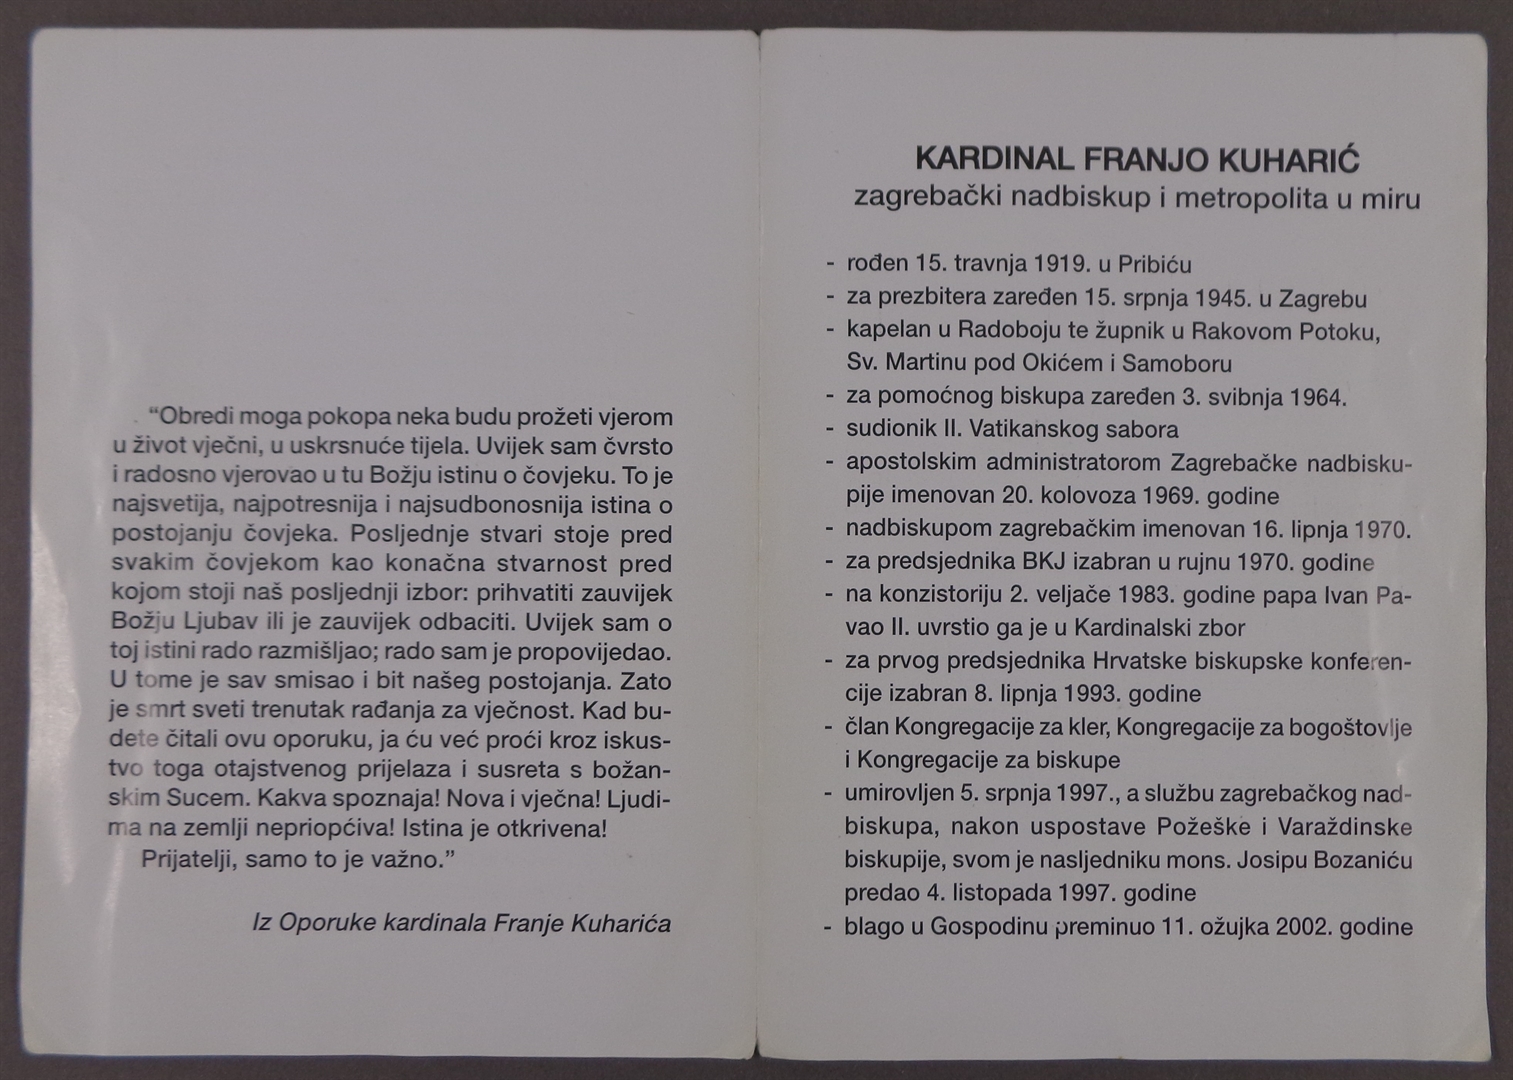 “Obredi moga pokopa neka budu prožeti vjerom
u život vječni, u uskrsnuće tijela. Uvijek sam čvrsto
i radosno vjerovao u tu Božju istinu o čovjeku. To je
najsvetija, najpotresnija i najsudbonosnija istina o
postojanju čovjeka. Posljednje stvari stoje pred
svakim čovjekom kao konačna stvarnost pred
kojom stoji naš posljednji izbor: prihvatiti zauvijek
Božju Ljubav ili je zauvijek odbaciti. Uvijek sam o
toj istini rado razmišljao; rado sam je propovijedao.
U tome je sav smisao i bit našeg postojanja. Zato
je smrt sveti trenutak rađanja za vječnost. Kad bu-
dete čitali ovu oporuku, ja ću već proći kroz iskus-
tvo toga otajstvenog prijelaza i susreta s božan-
skim Sucem. Kakva spoznaja! Nova i vječna! Ljudi-
ma na zemlji nepriopćiva! Istina je otkrivena!
Prijatelji, samo to je važno.”
Iz Oporuke kardinala Franje Kuharića
KARDINAL FRANJO KUHARIĆ
zagrebački nadbiskup i metropolita u miru
- rođen 15. travnja 1919. u Pribiću
- za prezbitera zaređen 15. srpnja 1945. u Zagrebu
- kapelan u Radoboju te župnik u Rakovom Potoku,
Sv. Martinu pod Okićem i Samoboru
- za pomoćnog biskupa zaređen 3. svibnja 1964.
- sudionik II. Vatikanskog sabora
- apostolskim administratorom Zagrebačke nadbisku-
pije imenovan 20. kolovoza 1969. godine
- nadbiskupom zagrebačkim imenovan 16. lipnja 1970.
- za predsjednika BKJ izabran u rujnu 1970. godine
- na konzistoriju 2. veljače 1983. godine papa Ivan Pa-
vao II. uvrstio ga je u Kardinalski zbor
- za prvog predsjednika Hrvatske biskupske konferen-
cije izabran 8. lipnja 1993. godine
- član Kongregacije za kler, Kongregacije za bogoštovlje
i Kongregacije za biskupe
- umirovljen 5. srpnja 1997., a službu zagrebačkog nad-
biskupa, nakon uspostave Požeške i Varaždinske
biskupije, svom je nasljedniku mons. Josipu Bozaniću
predao 4. listopada 1997. godine
- blago u Gospodinu preminuo 11. ožujka 2002. godine